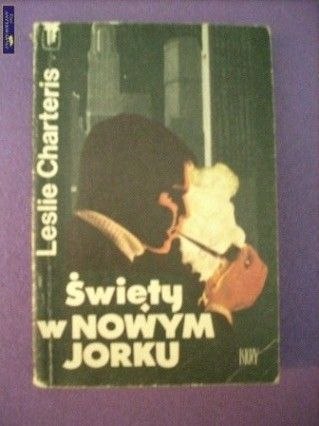 Leslie Charteris
Święty
w NOWYM
JORKU